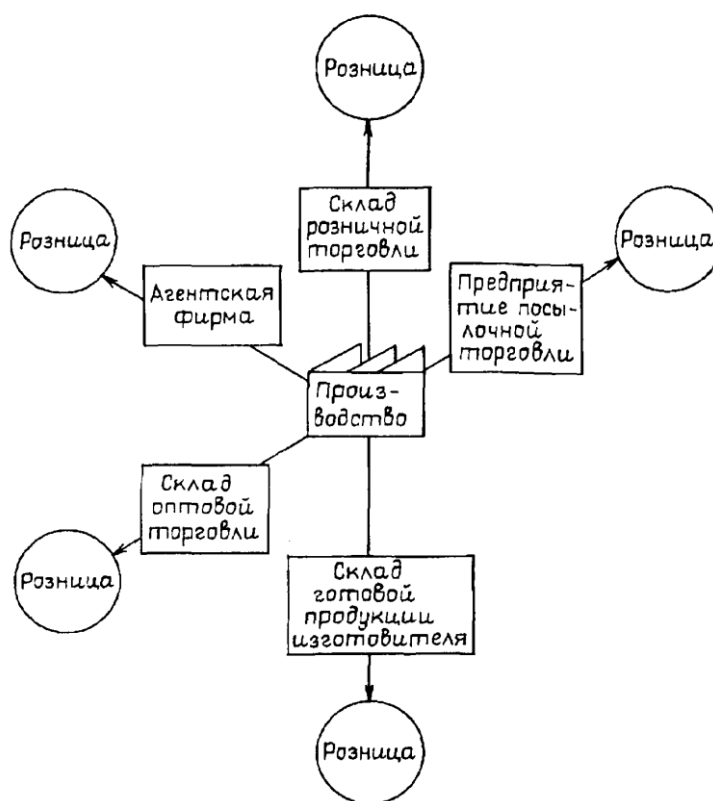 Розница
Склад
розничной
торговли
Розница
Розница
Агентская
фирма
Предприя-
тие посы-
лочной
торговли
Произ-
водство
Склад
оптовой
торговли
Розница
Склад
готовой
продукции
изготовителя
Розница